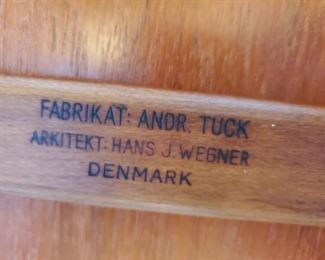 FABRIKAT: ANDR. TUCK
ARKITEKT: HANS J. WEGNER
DENMARK